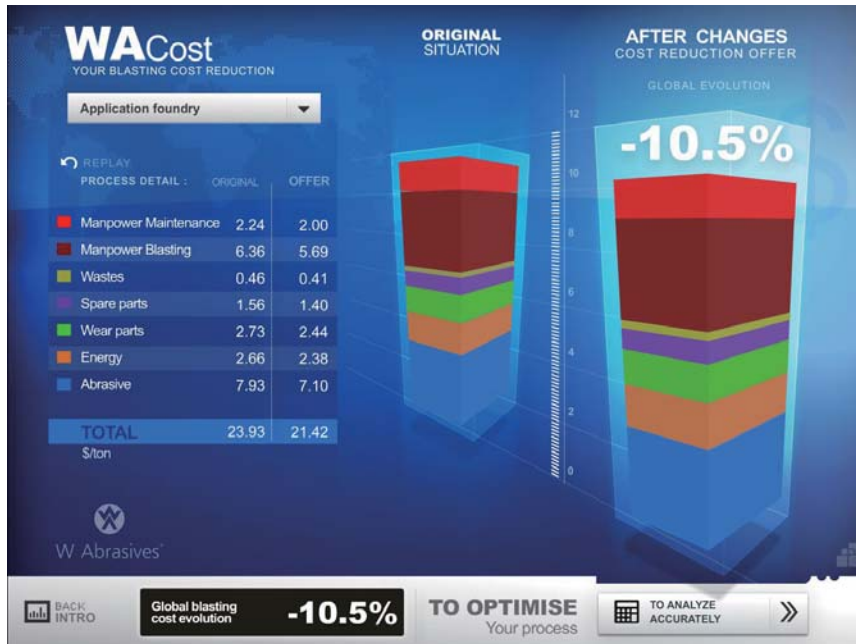 WACost
YOUR BLASTING COST REDUCTION
ORIGINAL
SITUATION
AFTER CHANGES
COST REDUCTION OFFER
GLOBAL EVOLUTION
-10.5%
Application foundry
REPLAY
PROCESS DETAIL : ORIGINAL OFFER
Manpower Maintenance 2.24 2.00
Manpower Blasting 6.36 5.69
Wastes 0.46 0.41
Spare parts 1.56 1.40
Wear parts 2.73 2.44
Energy 2.66 2.38
Abrasive 7.93 7.10
TOTAL 23.93 21.42
$/ton
12
10
8
6
4
2
0
W Abrasives
BACK
INTRO
Global blasting
cost evolution
-10.5%
TO OPTIMISE
Your process
TO ANALYZE
ACCURATELY